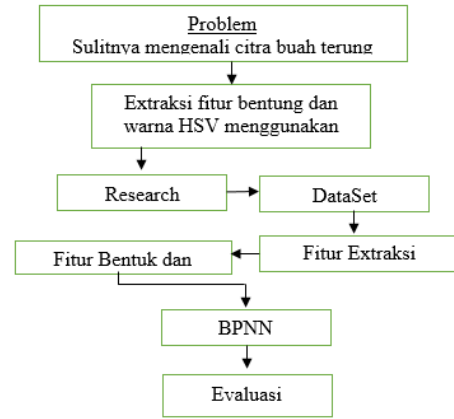 Problem
Sulitnya mengenali citra buah terung
Extraksi fitur bentung dan
warna HSV menggunakan
Research
DataSet
Fitur Extraksi
Fitur Bentuk dan
BPNN
Evaluasi